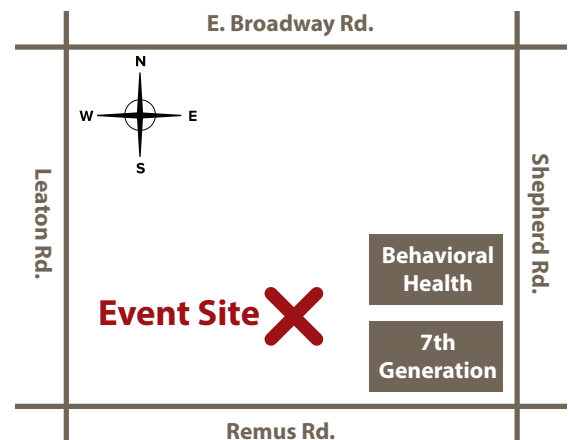 E. Broadway Rd.
N
W
E
S
Leaton Rd.
Shepherd Rd.
Behavioral
Health
Event Site
7th
Generation
Remus Rd.